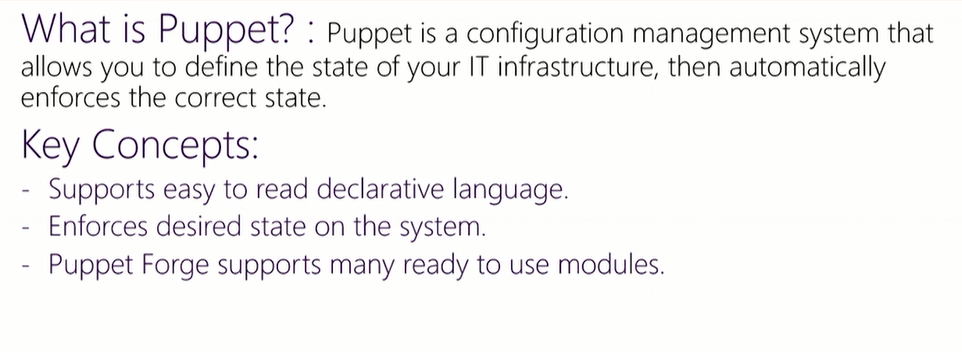 What is Puppet? : Puppet is a configuration management system that
allows you to define the state of your IT infrastructure, then automatically
enforces the correct state.
Key Concepts:
- Supports easy to read declarative language.
- Enforces desired state on the system.
- Puppet Forge supports many ready to use modules.